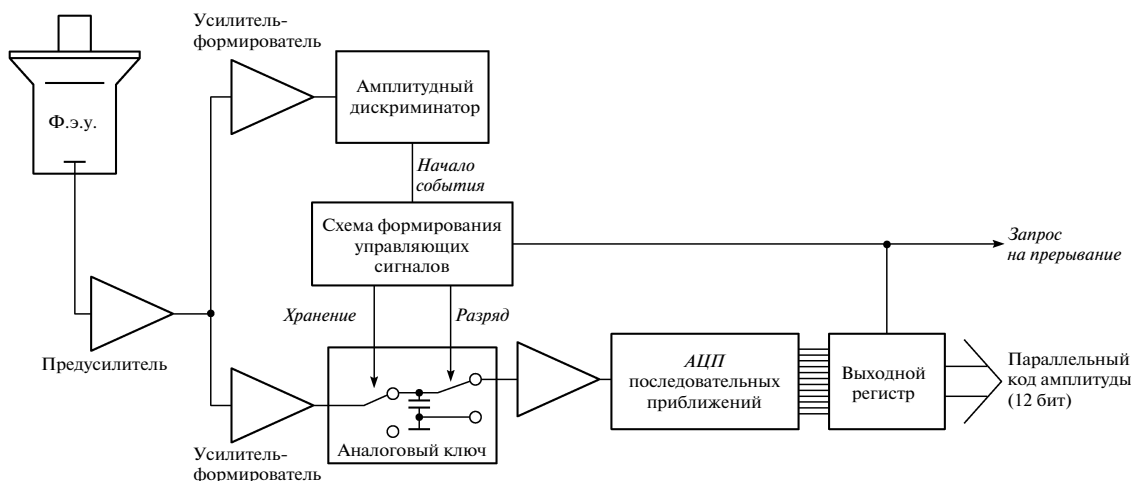 Усилитель-
формирователь
Ф.э.у.
Амплитудный
дискриминатор
Начало
события
Схема формирования
управляющих
сигналов
Запрос
на прерывание
Хранение
Разряд
Предусилитель
АЦП
последовательных
приближений
Выходной
регистр
Параллельный
код амплитуды
(12 бит)
Аналоговый ключ
Усилитель-
формирователь